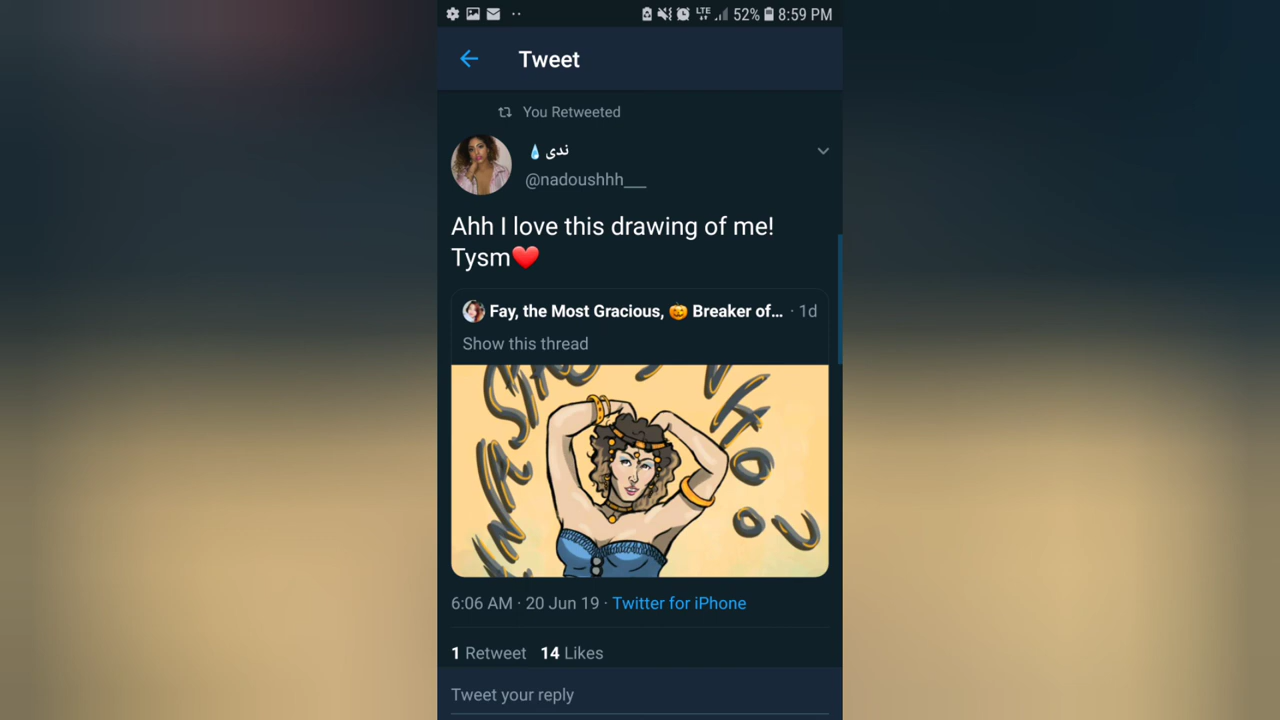 52% 8:59 PM
Tweet
You Retweeted
ندى💧
@nadoushhh___
Ahh I love this drawing of me!
Tysm❤️
Fay, the Most Gracious, 🎃 Breaker of... · 1d
Show this thread
6:06 AM · 20 Jun 19 · Twitter for iPhone
1 Retweet 14 Likes
Tweet your reply